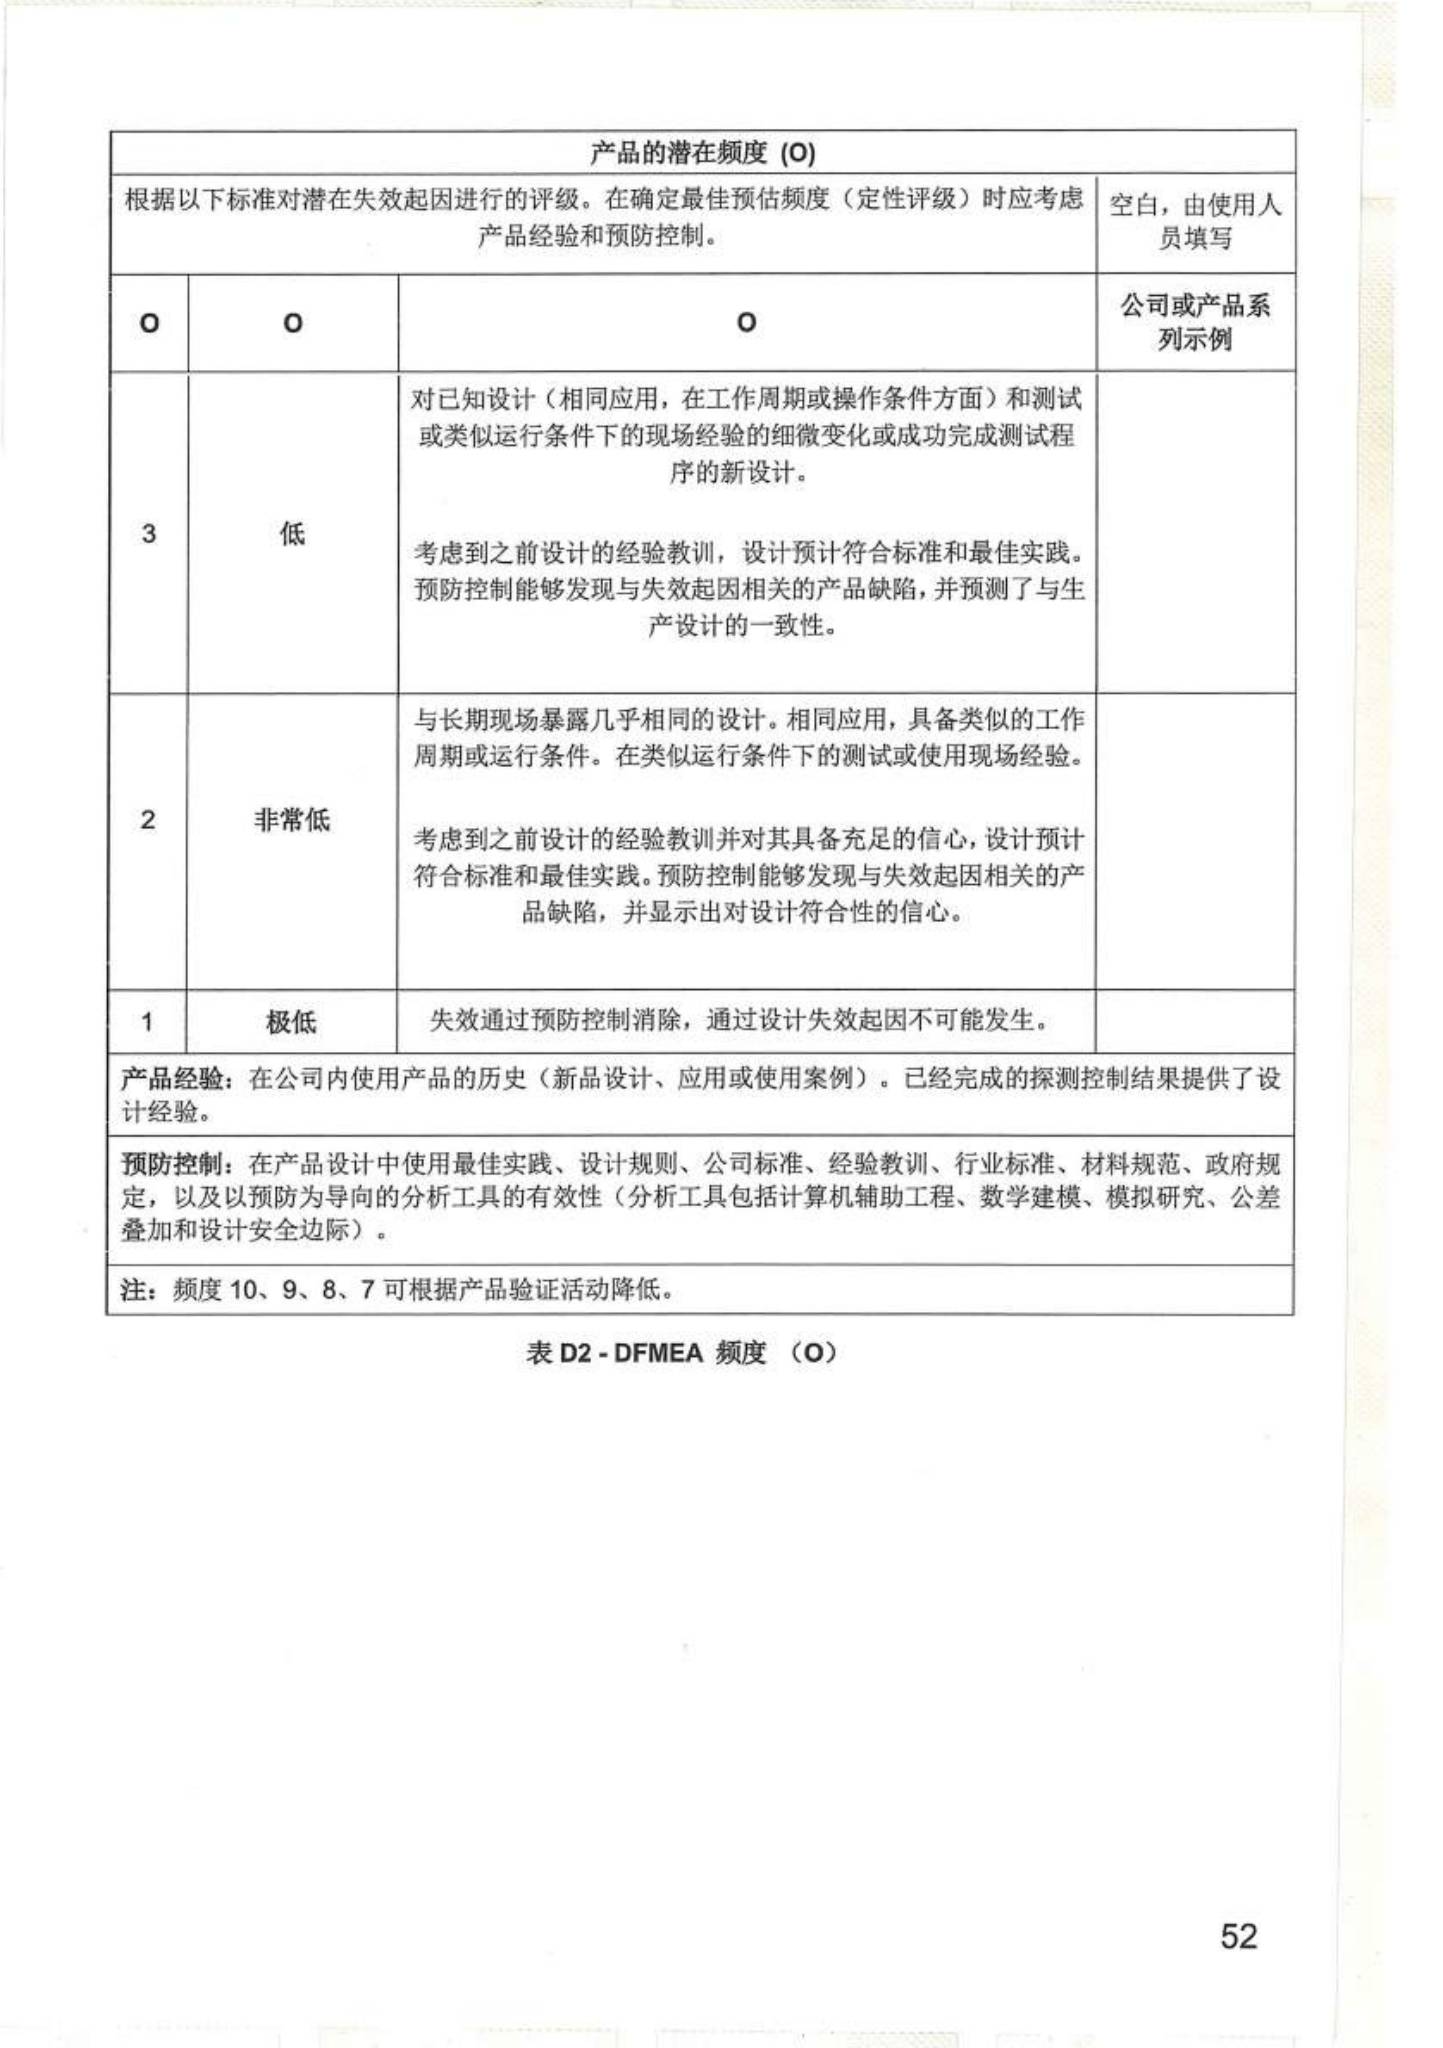 产品的潜在频度 (O)
根据以下标准对潜在失效起因进行的评级。在确定最佳预估频度（定性评级）时应考虑
产品经验和预防控制。
空白，由使用人
员填写
O
O
O
公司或产品系
列示例
3
低
对已知设计（相同应用，在工作周期或操作条件方面）和测试
或类似运行条件下的现场经验的细微变化或成功完成测试程
序的新设计。
考虑到之前设计的经验教训，设计预计符合标准和最佳实践。
预防控制能够发现与失效起因相关的产品缺陷，并预测了与生
产设计的一致性。
2
非常低
与长期现场暴露几乎相同的设计。相同应用，具备类似的工作
周期或运行条件。在类似运行条件下的测试或使用现场经验。
考虑到之前设计的经验教训并对其具备充足的信心，设计预计
符合标准和最佳实践。预防控制能够发现与失效起因相关的产
品缺陷，并显示出对设计符合性的信心。
1
极低
失效通过预防控制消除，通过设计失效起因不可能发生。
产品经验：在公司内使用产品的历史（新品设计、应用或使用案例）。已经完成的探测控制结果提供了设
计经验。
预防控制：在产品设计中使用最佳实践、设计规则、公司标准、经验教训、行业标准、材料规范、政府规
定，以及以预防为导向的分析工具的有效性（分析工具包括计算机辅助工程、数学建模、模拟研究、公差
叠加和设计安全边际）。
注：频度 10、9、8、7 可根据产品验证活动降低。
表 D2 - DFMEA 频度 （O）
52